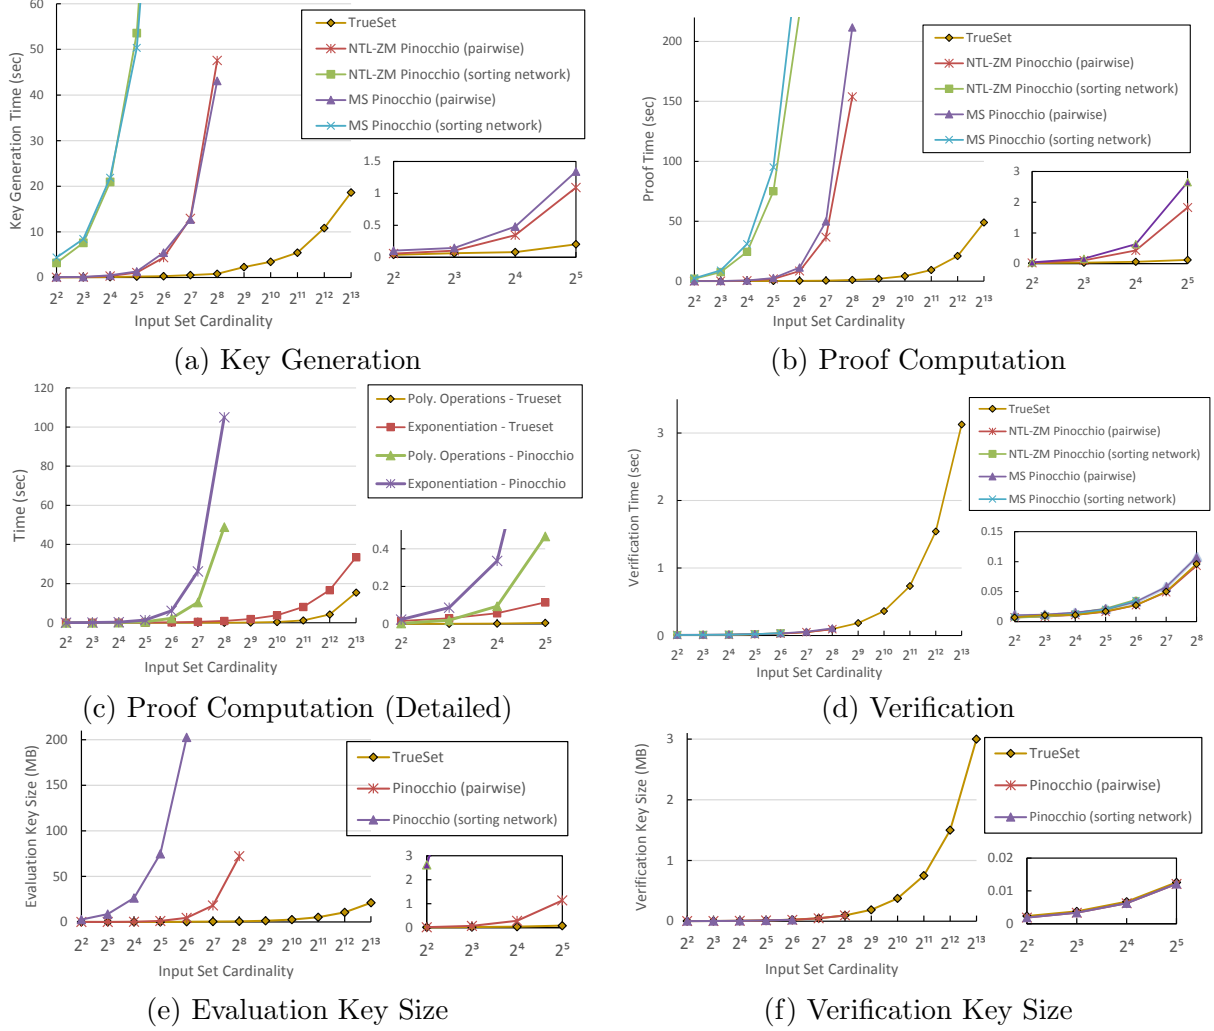 60
50
40
30
20
10
0
Key Generation Time (sec)
2² 2³ 2⁴ 2⁵ 2⁶ 2⁷ 2⁸ 2⁹ 2¹⁰ 2¹¹ 2¹² 2¹³
Input Set Cardinality
TrueSet
NTL-ZM Pinocchio (pairwise)
NTL-ZM Pinocchio (sorting network)
MS Pinocchio (pairwise)
MS Pinocchio (sorting network)
1.5
1
0.5
0
2² 2³ 2⁴ 2⁵
(a) Key Generation
200
150
100
50
0
Proof Time (sec)
2² 2³ 2⁴ 2⁵ 2⁶ 2⁷ 2⁸ 2⁹ 2¹⁰ 2¹¹ 2¹² 2¹³
Input Set Cardinality
TrueSet
NTL-ZM Pinocchio (pairwise)
NTL-ZM Pinocchio (sorting network)
MS Pinocchio (pairwise)
MS Pinocchio (sorting network)
3
2
1
0
2² 2³ 2⁴ 2⁵
(b) Proof Computation
120
100
80
60
40
20
0
Time (sec)
2² 2³ 2⁴ 2⁵ 2⁶ 2⁷ 2⁸ 2⁹ 2¹⁰ 2¹¹ 2¹² 2¹³
Input Set Cardinality
Poly. Operations - Trueset
Exponentiation - Trueset
Poly. Operations - Pinocchio
Exponentiation - Pinocchio
0.4
0.2
0
2² 2³ 2⁴ 2⁵
(c) Proof Computation (Detailed)
3
2
1
0
Verification Time (sec)
2² 2³ 2⁴ 2⁵ 2⁶ 2⁷ 2⁸ 2⁹ 2¹⁰ 2¹¹ 2¹² 2¹³
Input Set Cardinality
TrueSet
NTL-ZM Pinocchio (pairwise)
NTL-ZM Pinocchio (sorting network)
MS Pinocchio (pairwise)
MS Pinocchio (sorting network)
0.15
0.1
0.05
0
2² 2³ 2⁴ 2⁵ 2⁶ 2⁷ 2⁸
(d) Verification
200
150
100
50
0
Evaluation Key Size (MB)
2² 2³ 2⁴ 2⁵ 2⁶ 2⁷ 2⁸ 2⁹ 2¹⁰ 2¹¹ 2¹² 2¹³
Input Set Cardinality
TrueSet
Pinocchio (pairwise)
Pinocchio (sorting network)
3
2
1
0
2² 2³ 2⁴ 2⁵
(e) Evaluation Key Size
3
2
1
0
Verification Key Size (MB)
2² 2³ 2⁴ 2⁵ 2⁶ 2⁷ 2⁸ 2⁹ 2¹⁰ 2¹¹ 2¹² 2¹³
Input Set Cardinality
TrueSet
Pinocchio (pairwise)
Pinocchio (sorting network)
0.02
0.01
0
2² 2³ 2⁴ 2⁵
(f) Verification Key Size